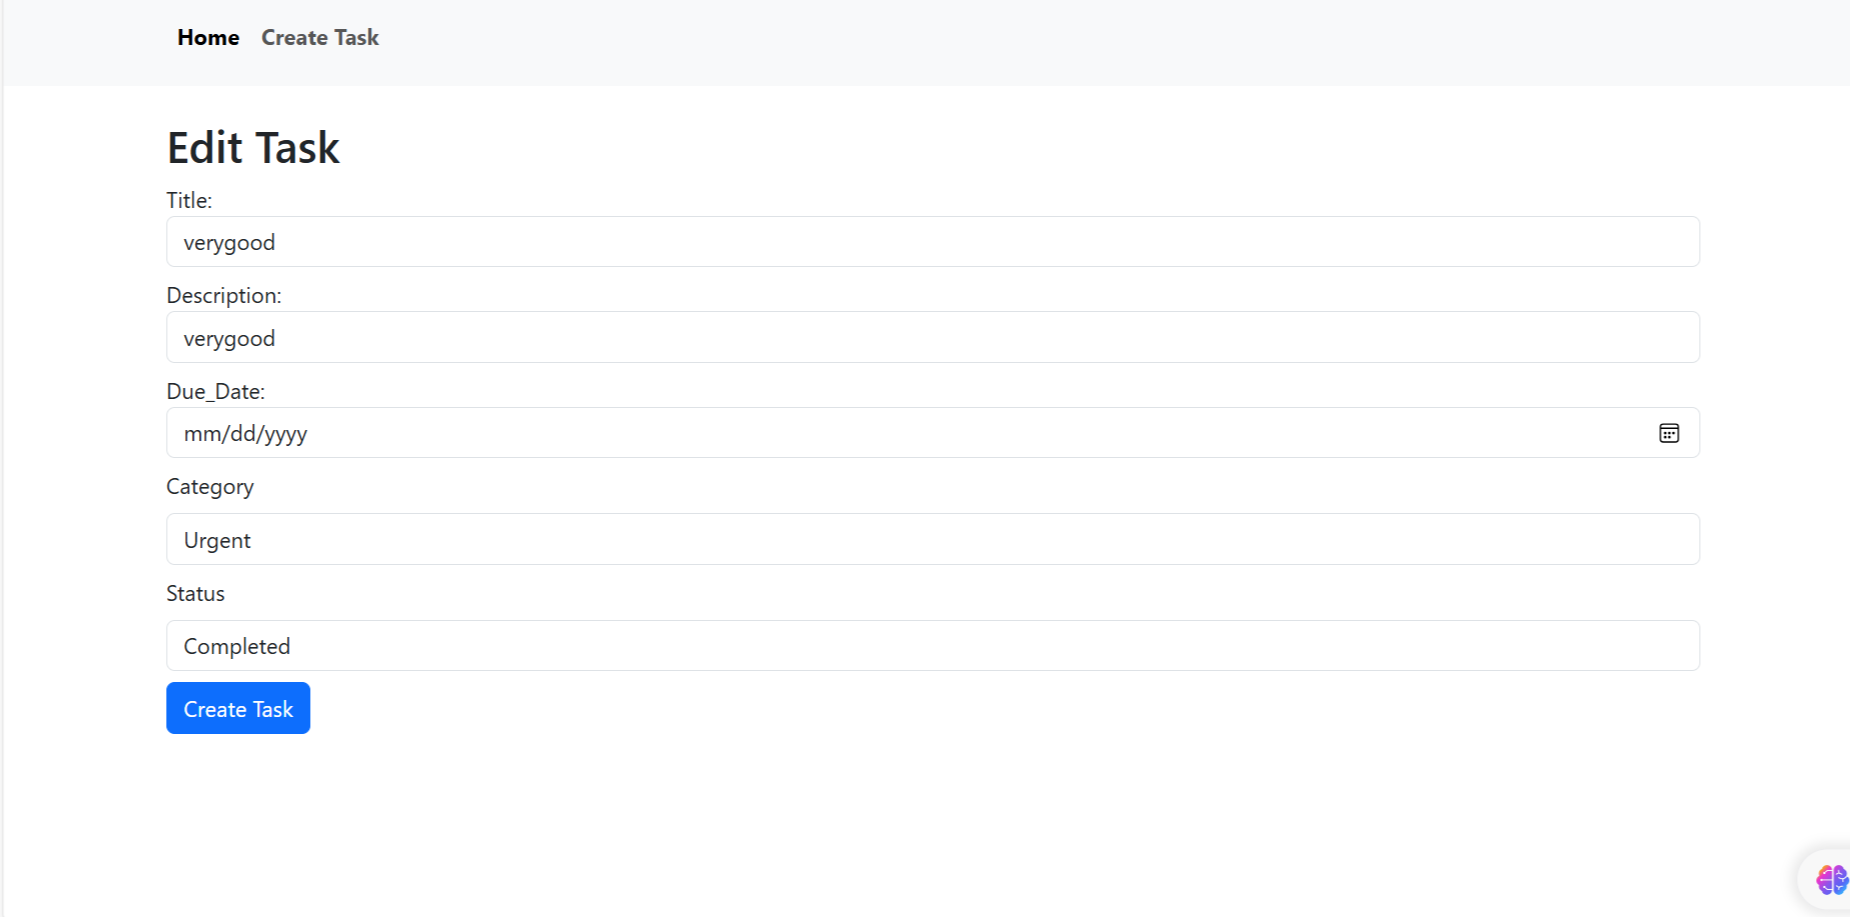 Home Create Task
Edit Task
Title:
verygood
Description:
verygood
Due_Date:
mm/dd/yyyy
Category
Urgent
Status
Completed
Create Task